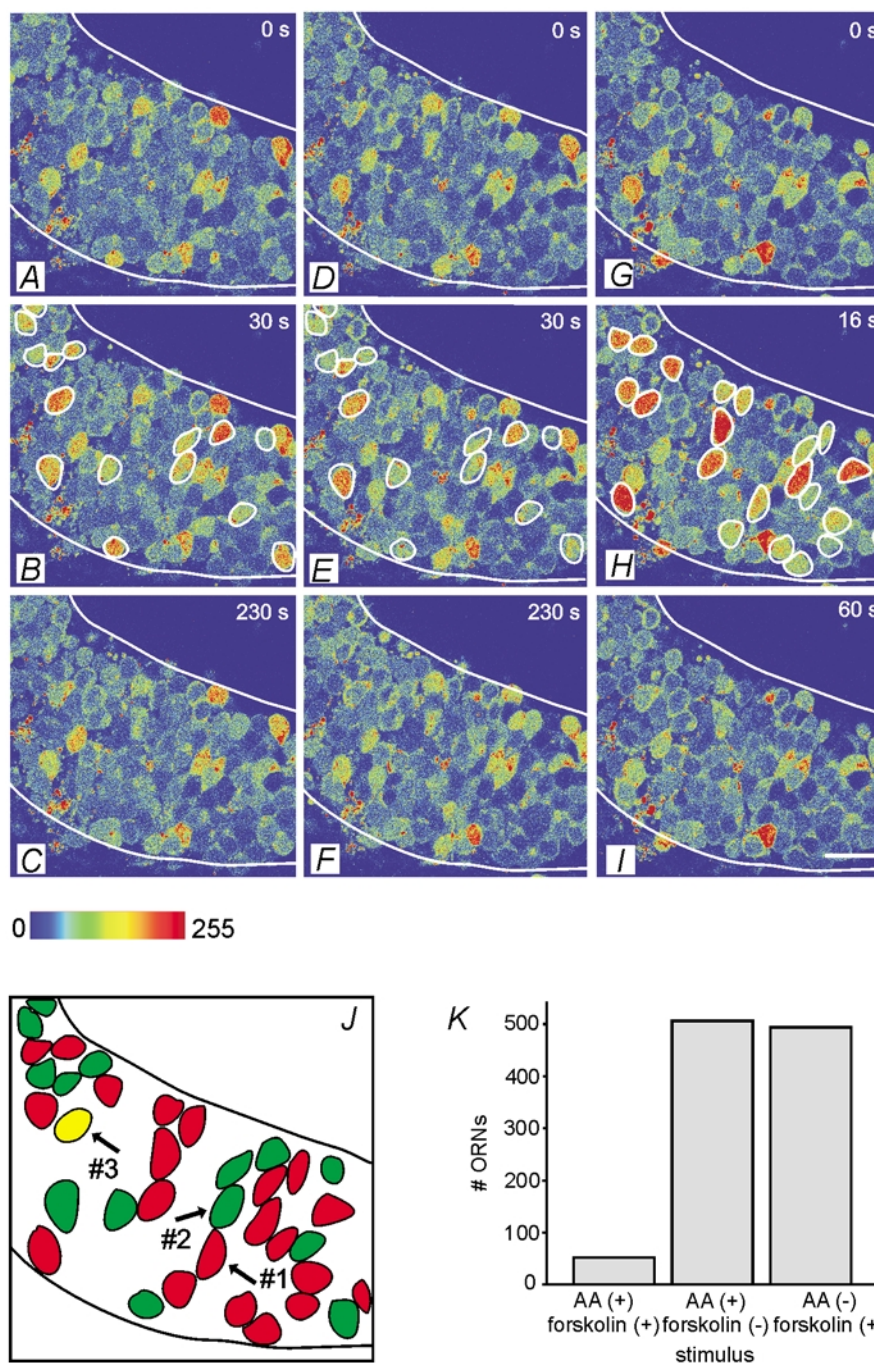 0 s
0 s
0 s
A
D
G
30 s
30 s
16 s
B
E
H
230 s
230 s
60 s
C
F
I
0
255
J
#3
#2
#1
K
500
400
300
200
100
0
# ORNs
AA (+) AA (+) AA (-)
forskolin (+) forskolin (-) forskolin (+
stimulus